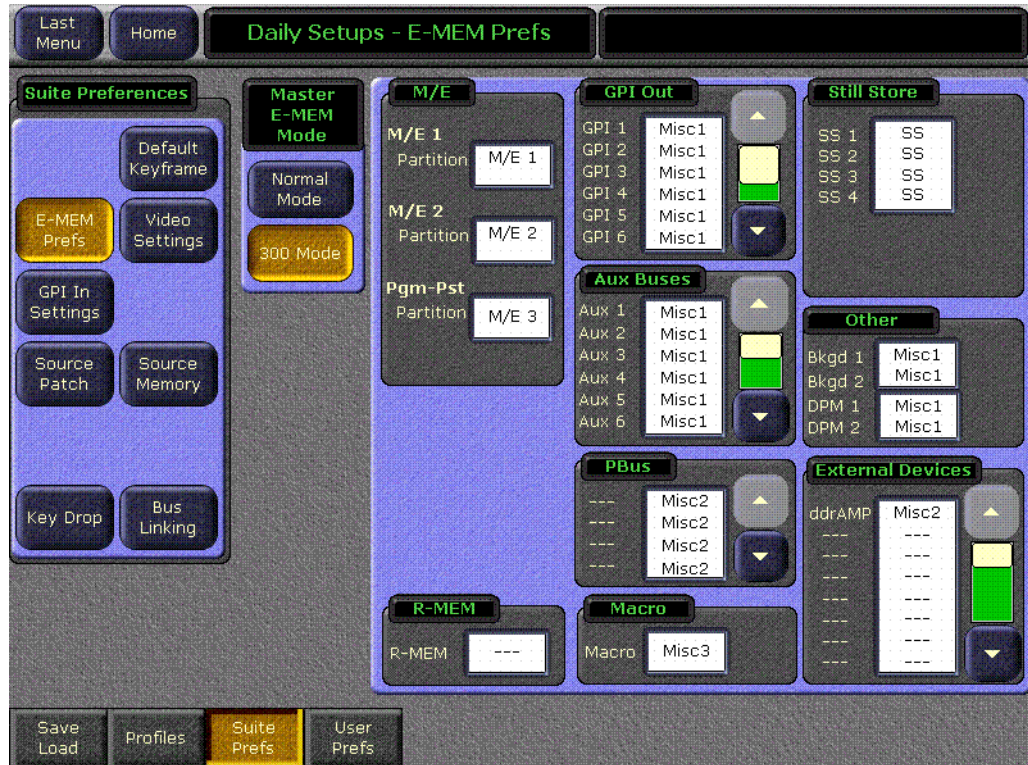 Last Menu
Home
Daily Setups - E-MEM Prefs
Suite Preferences
Default Keyframe
E-MEM Prefs
Video Settings
GPI In Settings
Source Patch
Source Memory
Key Drop
Bus Linking
Master E-MEM Mode
Normal Mode
300 Mode
M/E
M/E 1
Partition M/E 1
M/E 2
Partition M/E 2
Pgm-Pst
Partition M/E 3
GPI Out
GPI 1 Misc1
GPI 2 Misc1
GPI 3 Misc1
GPI 4 Misc1
GPI 5 Misc1
GPI 6 Misc1
Aux Buses
Aux 1 Misc1
Aux 2 Misc1
Aux 3 Misc1
Aux 4 Misc1
Aux 5 Misc1
Aux 6 Misc1
PBus
--- Misc2
--- Misc2
--- Misc2
--- Misc2
R-MEM
R-MEM ---
Macro
Macro Misc3
Still Store
SS 1 SS
SS 2 SS
SS 3 SS
SS 4 SS
Other
Bkgd 1 Misc1
Bkgd 2 Misc1
DPM 1 Misc1
DPM 2 Misc1
External Devices
ddrAMP Misc2
--- ---
--- ---
--- ---
--- ---
--- ---
--- ---
--- ---
Save Load
Profiles
Suite Prefs
User Prefs